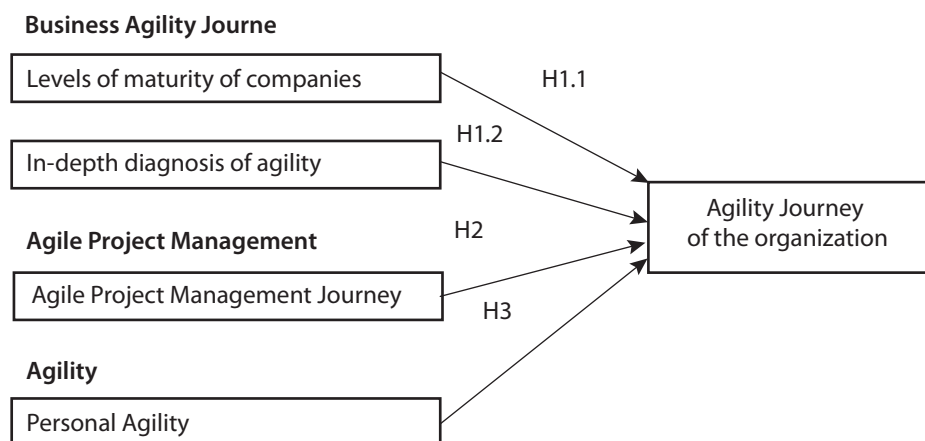 Business Agility Journe
Levels of maturity of companies
H1.1
H1.2
In-depth diagnosis of agility
Agility Journey
of the organization
H2
Agile Project Management
Agile Project Management Journey
H3
Agility
Personal Agility